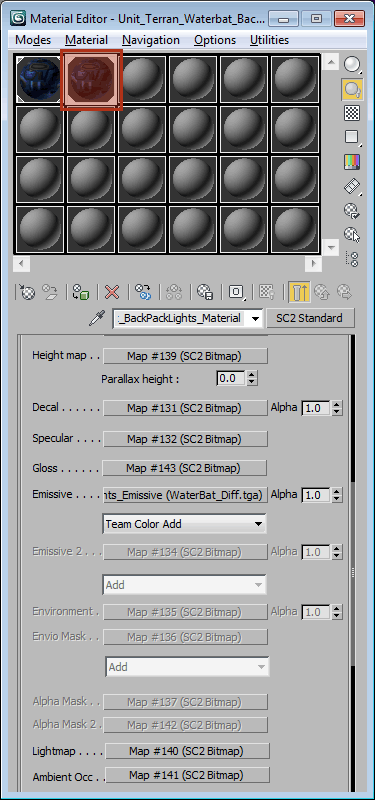 Material Editor - Unit_Terran_Waterbat_Bac...
Modes Material Navigation Options Utilities
:_BackPackLights_Material SC2 Standard
Height map . . Map #139 (SC2 Bitmap)
Parallax height : 0.0
Decal . . . . . . Map #131 (SC2 Bitmap) Alpha 1.0
Specular . . . . Map #132 (SC2 Bitmap)
Gloss . . . . . . Map #143 (SC2 Bitmap)
Emissive . . . . nts_Emissive (WaterBat_Diff.tga) Alpha 1.0
Team Color Add
Emissive 2 . . . Map #134 (SC2 Bitmap) Alpha 1.0
Add
Environment . Map #135 (SC2 Bitmap) Alpha 1.0
Envio Mask . . Map #136 (SC2 Bitmap)
Add
Alpha Mask . . Map #137 (SC2 Bitmap)
Alpha Mask 2 . Map #142 (SC2 Bitmap)
Lightmap . . . . Map #140 (SC2 Bitmap)
Ambient Occ . . Map #141 (SC2 Bitmap)